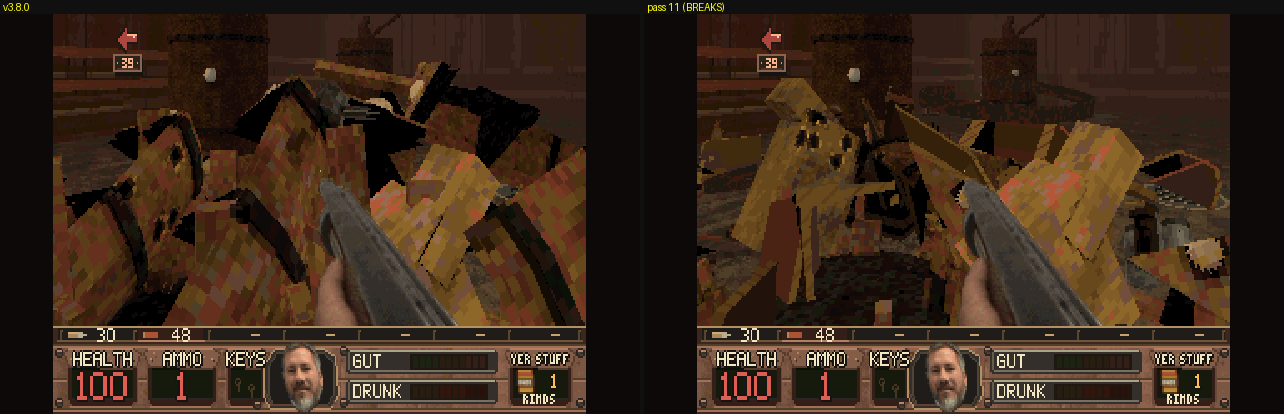 v3.8.0
pass 11 (BREAKS)
39
39
30 48
30 48
HEALTH AMMO KEYS GUT YER STUFF
100 1 DRUNK 1
RINDS
HEALTH AMMO KEYS GUT YER STUFF
100 1 DRUNK 1
RINDS